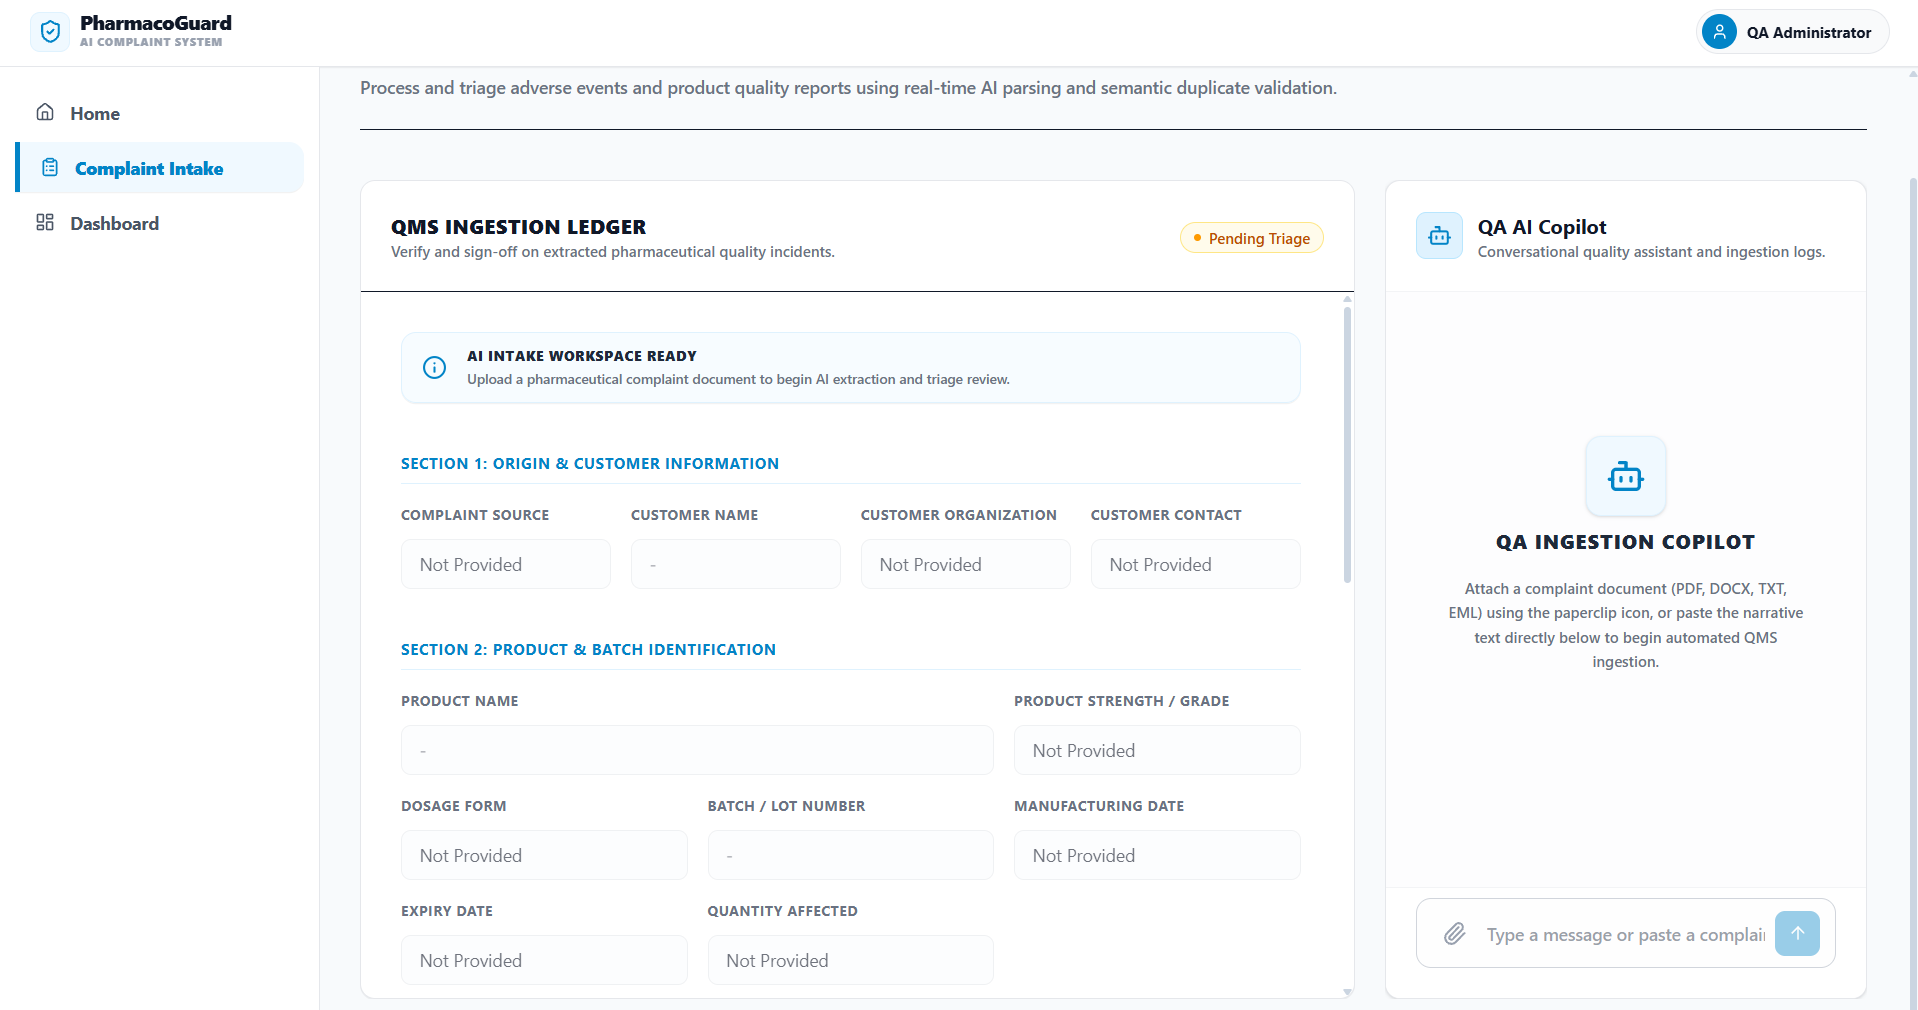 PharmacoGuard
AI COMPLAINT SYSTEM
QA Administrator
Home
Complaint Intake
Dashboard
Process and triage adverse events and product quality reports using real-time AI parsing and semantic duplicate validation.
QMS INGESTION LEDGER
Verify and sign-off on extracted pharmaceutical quality incidents.
Pending Triage
AI INTAKE WORKSPACE READY
Upload a pharmaceutical complaint document to begin AI extraction and triage review.
SECTION 1: ORIGIN & CUSTOMER INFORMATION
COMPLAINT SOURCE
CUSTOMER NAME
CUSTOMER ORGANIZATION
CUSTOMER CONTACT
Not Provided
-
Not Provided
Not Provided
SECTION 2: PRODUCT & BATCH IDENTIFICATION
PRODUCT NAME
PRODUCT STRENGTH / GRADE
-
Not Provided
DOSAGE FORM
BATCH / LOT NUMBER
MANUFACTURING DATE
Not Provided
-
Not Provided
EXPIRY DATE
QUANTITY AFFECTED
Not Provided
Not Provided
QA AI Copilot
Conversational quality assistant and ingestion logs.
QA INGESTION COPILOT
Attach a complaint document (PDF, DOCX, TXT,
EML) using the paperclip icon, or paste the narrative
text directly below to begin automated QMS
ingestion.
Type a message or paste a complai